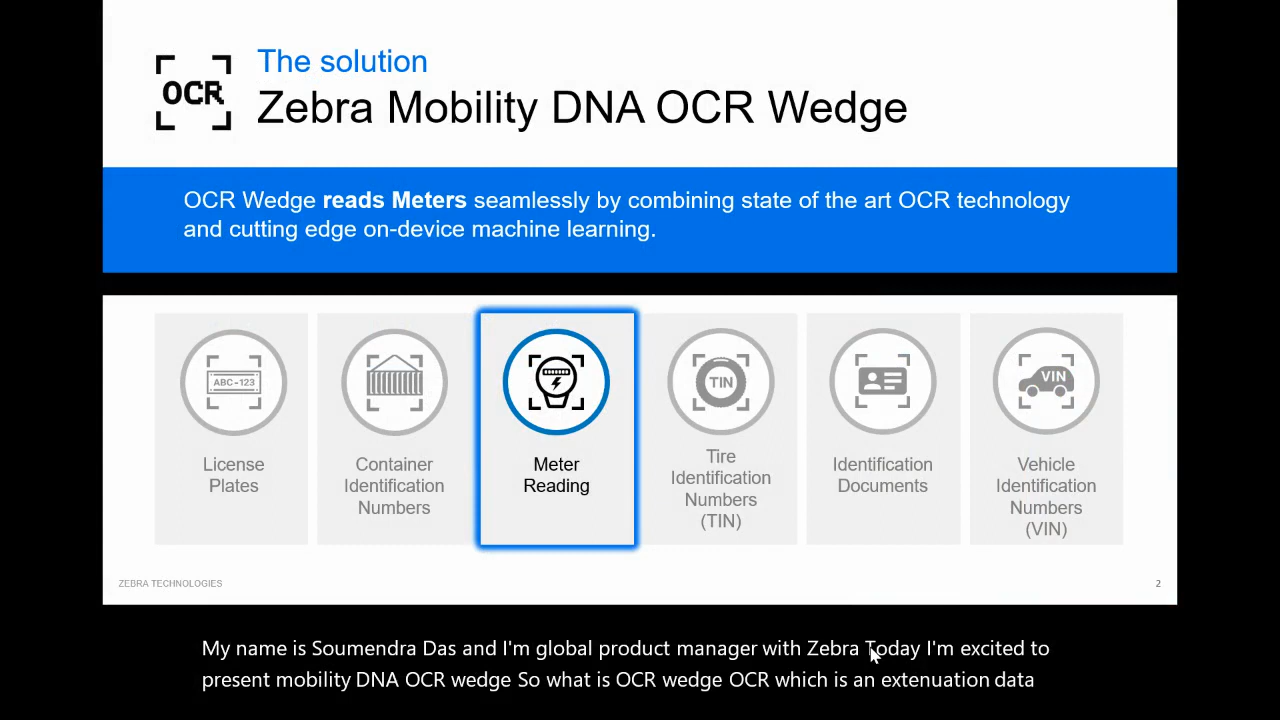 OCR
The solution
Zebra Mobility DNA OCR Wedge
OCR Wedge reads Meters seamlessly by combining state of the art OCR technology
and cutting edge on-device machine learning.
ABC-123
License
Plates
Container
Identification
Numbers
Meter
Reading
TIN
Tire
Identification
Numbers
(TIN)
Identification
Documents
VIN
Vehicle
Identification
Numbers
(VIN)
ZEBRA TECHNOLOGIES
2
My name is Soumendra Das and I'm global product manager with Zebra Today I'm excited to
present mobility DNA OCR wedge So what is OCR wedge OCR which is an extenuation data